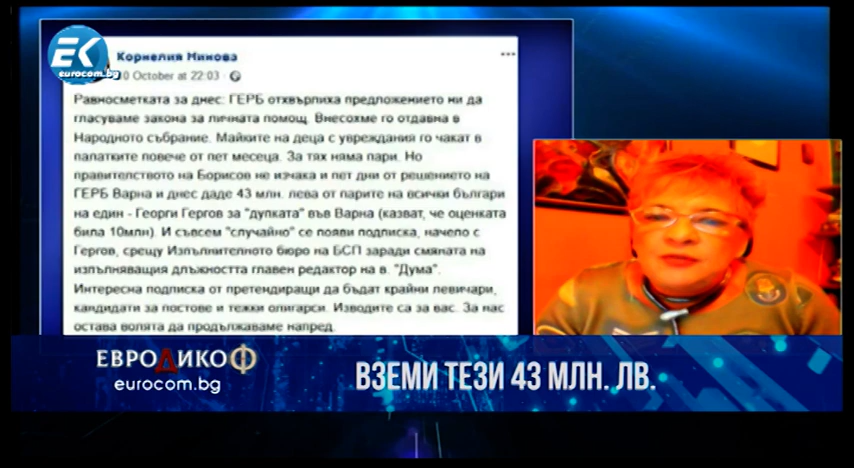 EK
eurocom.bg
Корнелия Нинова
0 October at 22:03
Равносметката за днес: ГЕРБ отхвърлиха предложението ни да
гласуваме закона за личната помощ. Внесохме го отдавна в
Народното събрание. Майките на деца с увреждания го чакат в
палатките повече от пет месеца. За тях няма пари. Но
правителството на Борисов не изчака и пет дни от решението на
ГЕРБ Варна и днес даде 43 млн. лева от парите на всички българи
на един - Георги Гергов за "дупката" във Варна (казват, че оценката
била 10млн). И съвсем "случайно" се появи подписка, начело с
Гергов, срещу Изпълнителното бюро на БСП заради смяната на
изпълняващия длъжността главен редактор на в. "Дума".
Интересна подписка от претендиращи да бъдат крайни левичари,
кандидати за постове и тежки олигарси. Изводите са за вас. За нас
остава волята да продължаваме напред.
ЕВРОДИКОФ
eurocom.bg
ВЗЕМИ ТЕЗИ 43 МЛН. ЛВ.